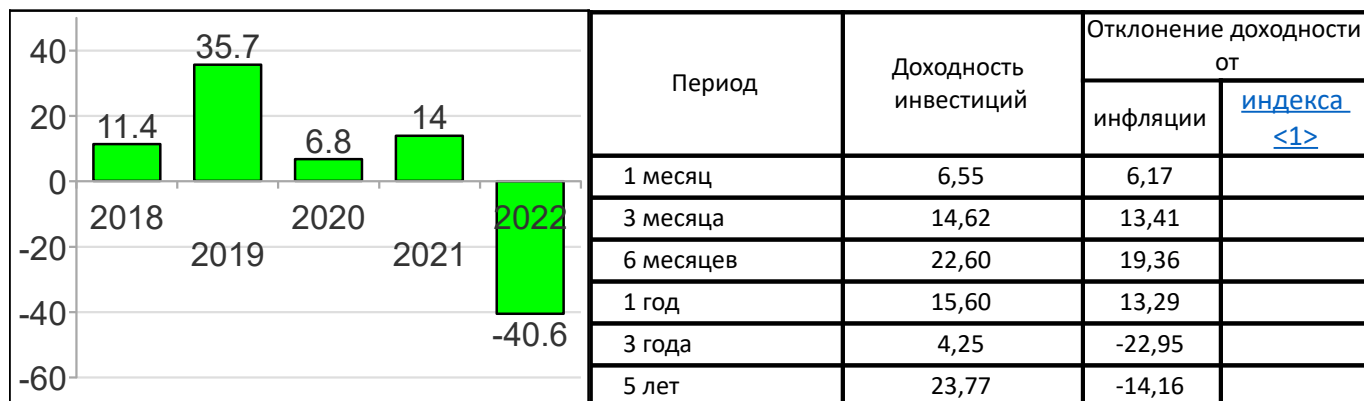 40
20
0
-20
-40
-60
11.4
35.7
6.8
14
-40.6
2018
2019
2020
2021
2022
Период
Доходность
инвестиций
Отклонение доходности
от
инфляции
индекса
<1>
1 месяц 6,55 6,17
3 месяца 14,62 13,41
6 месяцев 22,60 19,36
1 год 15,60 13,29
3 года 4,25 -22,95
5 лет 23,77 -14,16